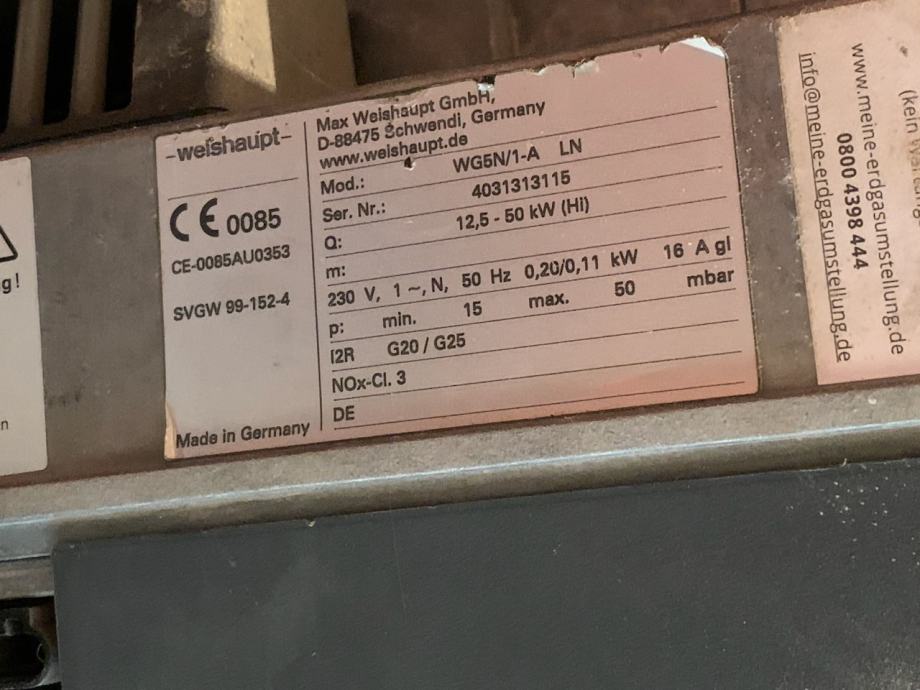 g!
n
-weishaupt-
CE 0085
CE-0085AU0353
SVGW 99-152-4
Made in Germany
Max Weishaupt GmbH,
D-88475 Schwendi, Germany
www.weishaupt.de
Mod.: WG5N/1-A LN
Ser. Nr.: 4031313115
Q: 12,5 - 50 kW (Hi)
m:
230 V, 1 ~, N, 50 Hz 0,20/0,11 kW 16 A gl
p: min. 15 max. 50 mbar
I2R G20 / G25
NOx-Cl. 3
DE
(kein
www.meine-erdgasumstellung.de
0800 4398 444
info@meine-erdgasumstellung.de